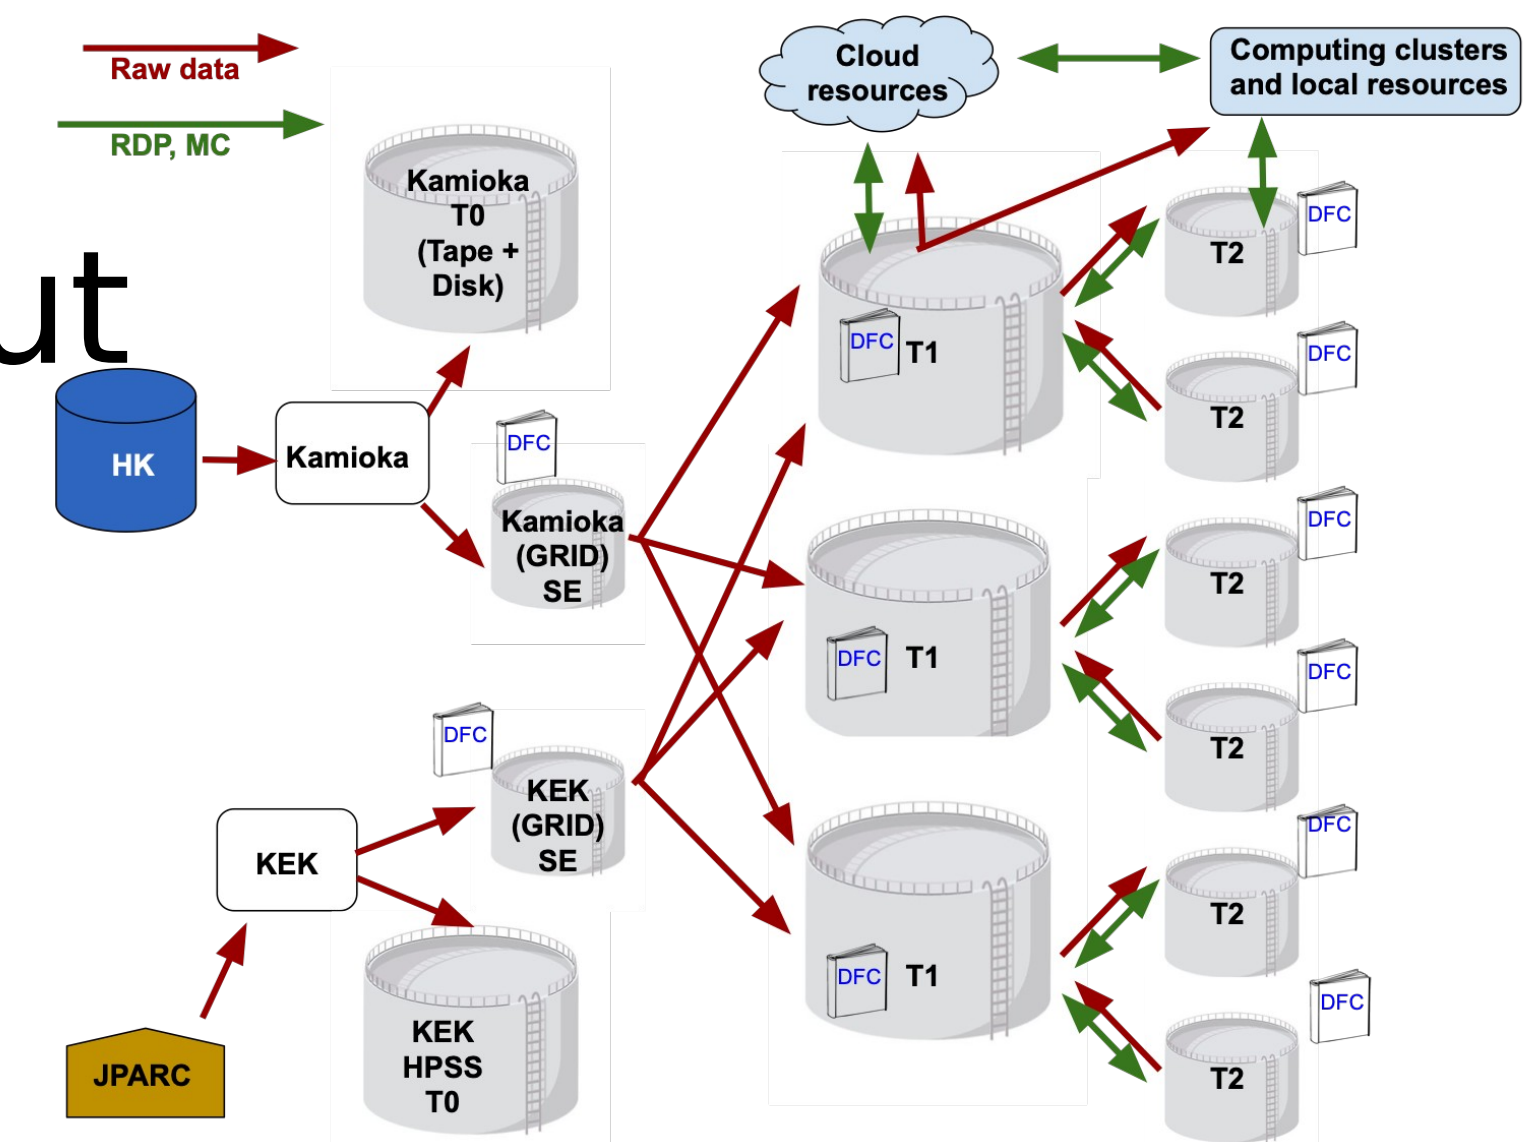 Raw data
RDP, MC
ut
Cloud
resources
Computing clusters
and local resources
Kamioka
T0
(Tape +
Disk)
HK
Kamioka
DFC
Kamioka
(GRID)
SE
DFC
KEK
(GRID)
SE
KEK
JPARC
KEK
HPSS
T0
DFC
T1
DFC
T1
DFC
T1
T2
DFC
T2
DFC
T2
DFC
T2
DFC
T2
DFC
T2
DFC